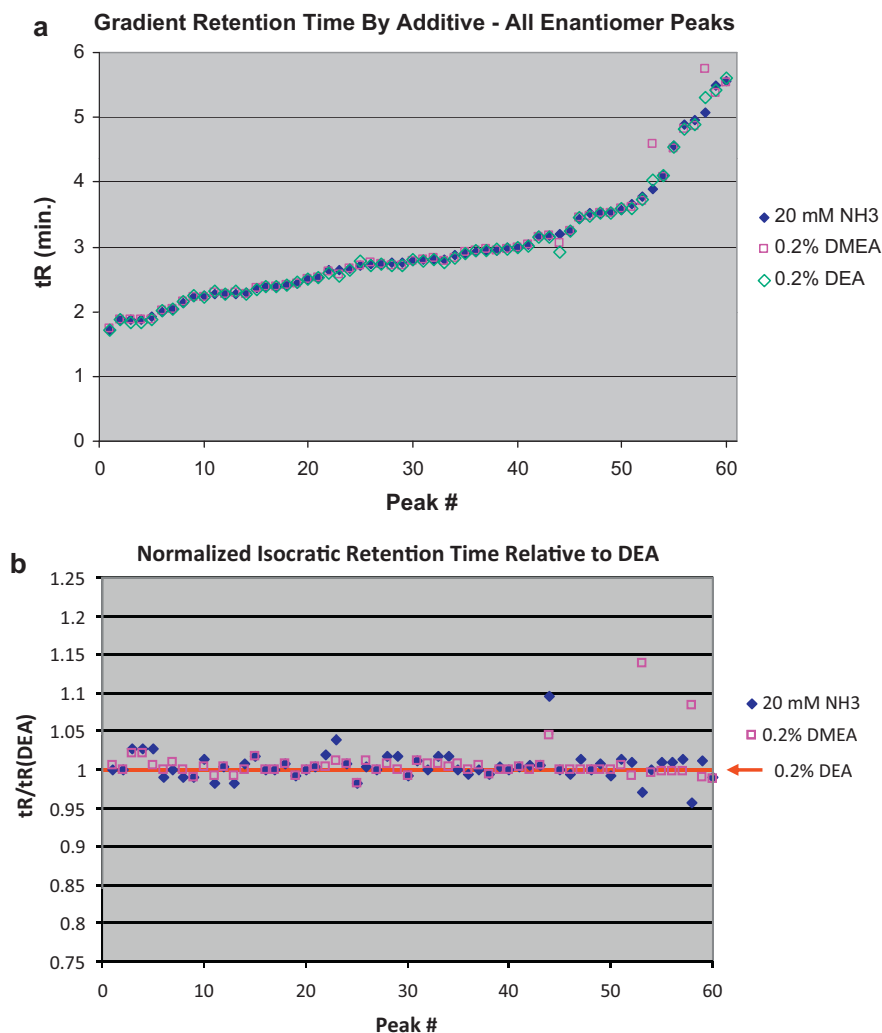 a
Gradient Retention Time By Additive - All Enantiomer Peaks
6
5
4
3
2
1
0
tR (min.)
0 10 20 30 40 50 60
Peak #
20 mM NH3
0.2% DMEA
0.2% DEA
b
Normalized Isocratic Retention Time Relative to DEA
1.25
1.2
1.15
1.1
1.05
1
0.95
0.9
0.85
0.8
0.75
tR/tR(DEA)
0 10 20 30 40 50 60
Peak #
20 mM NH3
0.2% DMEA
0.2% DEA